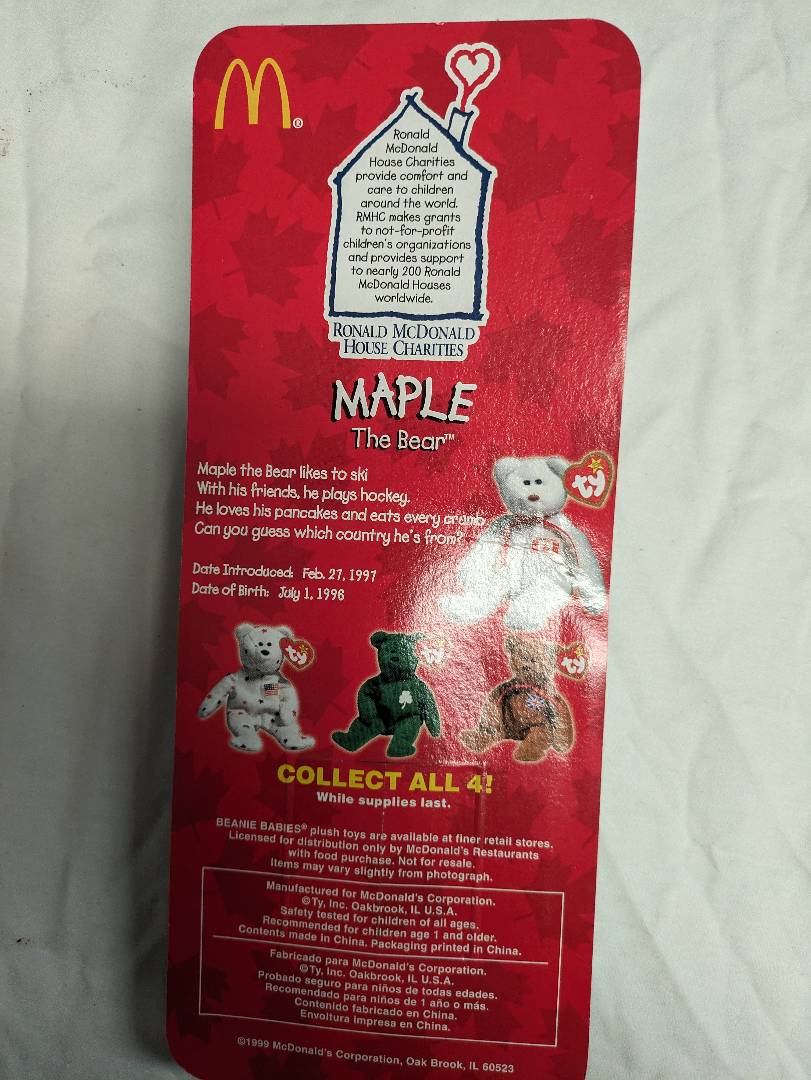 M®
Ronald
McDonald
House Charities
provide comfort and
care to children
around the world.
RMHC makes grants
to not-for-profit
children's organizations
and provides support
to nearly 200 Ronald
McDonald Houses
worldwide.
RONALD MCDONALD
HOUSE CHARITIES
MAPLE
The Bear™
Maple the Bear likes to ski
With his friends, he plays hockey.
He loves his pancakes and eats every crumb
Can you guess which country he's from?
Date Introduced: Feb. 27, 1997
Date of Birth: July 1, 1996
ty
ty
ty
ty
COLLECT ALL 4!
While supplies last.
BEANIE BABIES® plush toys are available at finer retail stores.
Licensed for distribution only by McDonald's Restaurants
with food purchase. Not for resale.
Items may vary slightly from photograph.
Manufactured for McDonald's Corporation.
©Ty, Inc. Oakbrook, IL U.S.A.
Safety tested for children of all ages.
Recommended for children age 1 and older.
Contents made in China. Packaging printed in China.
Fabricado para McDonald's Corporation.
©Ty, Inc. Oakbrook, IL U.S.A.
Probado seguro para niños de todas edades.
Recomendado para niños de 1 año o más.
Contenido fabricado en China.
Envoltura impresa en China.
©1999 McDonald's Corporation, Oak Brook, IL 60523